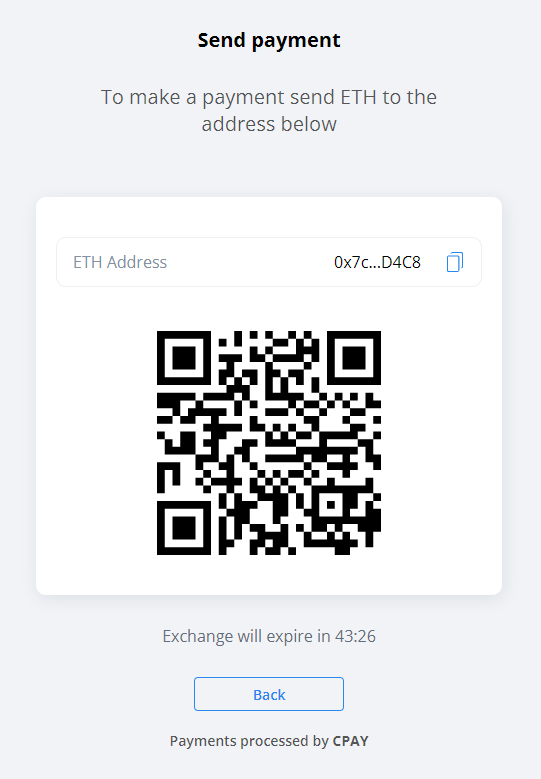 Send payment
To make a payment send ETH to the
address below
ETH Address 0x7c...D4C8
Exchange will expire in 43:26
Back
Payments processed by CPAY